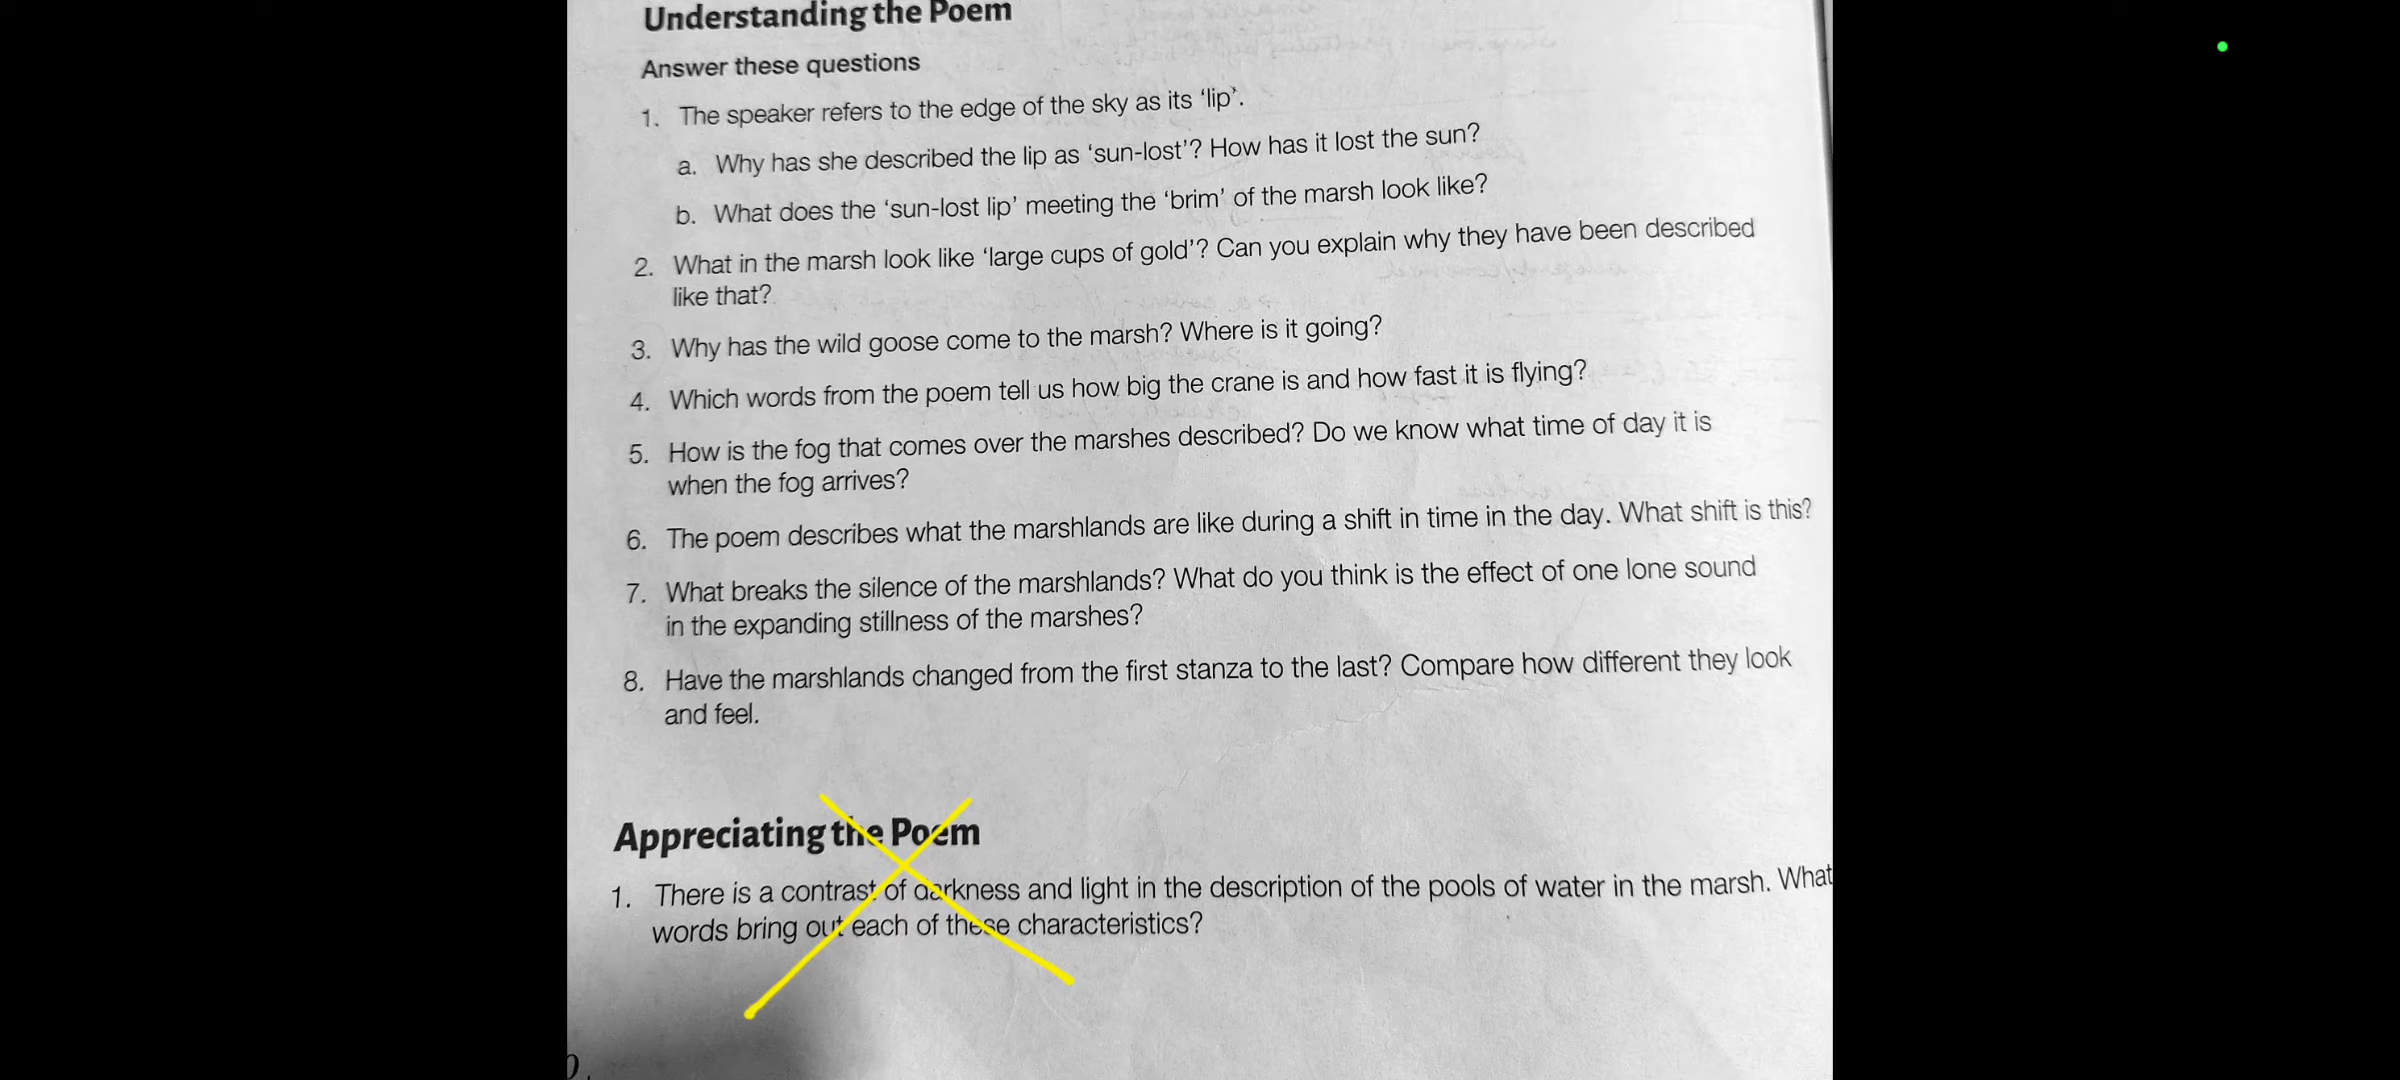 Understanding the Poem
Answer these questions
1. The speaker refers to the edge of the sky as its ‘lip’.
a. Why has she described the lip as ‘sun-lost’? How has it lost the sun?
b. What does the ‘sun-lost lip’ meeting the ‘brim’ of the marsh look like?
2. What in the marsh look like ‘large cups of gold’? Can you explain why they have been described
like that?
3. Why has the wild goose come to the marsh? Where is it going?
4. Which words from the poem tell us how big the crane is and how fast it is flying?
5. How is the fog that comes over the marshes described? Do we know what time of day it is
when the fog arrives?
6. The poem describes what the marshlands are like during a shift in time in the day. What shift is this?
7. What breaks the silence of the marshlands? What do you think is the effect of one lone sound
in the expanding stillness of the marshes?
8. Have the marshlands changed from the first stanza to the last? Compare how different they look
and feel.
Appreciating the Poem
1. There is a contrast of darkness and light in the description of the pools of water in the marsh. What
words bring out each of these characteristics?